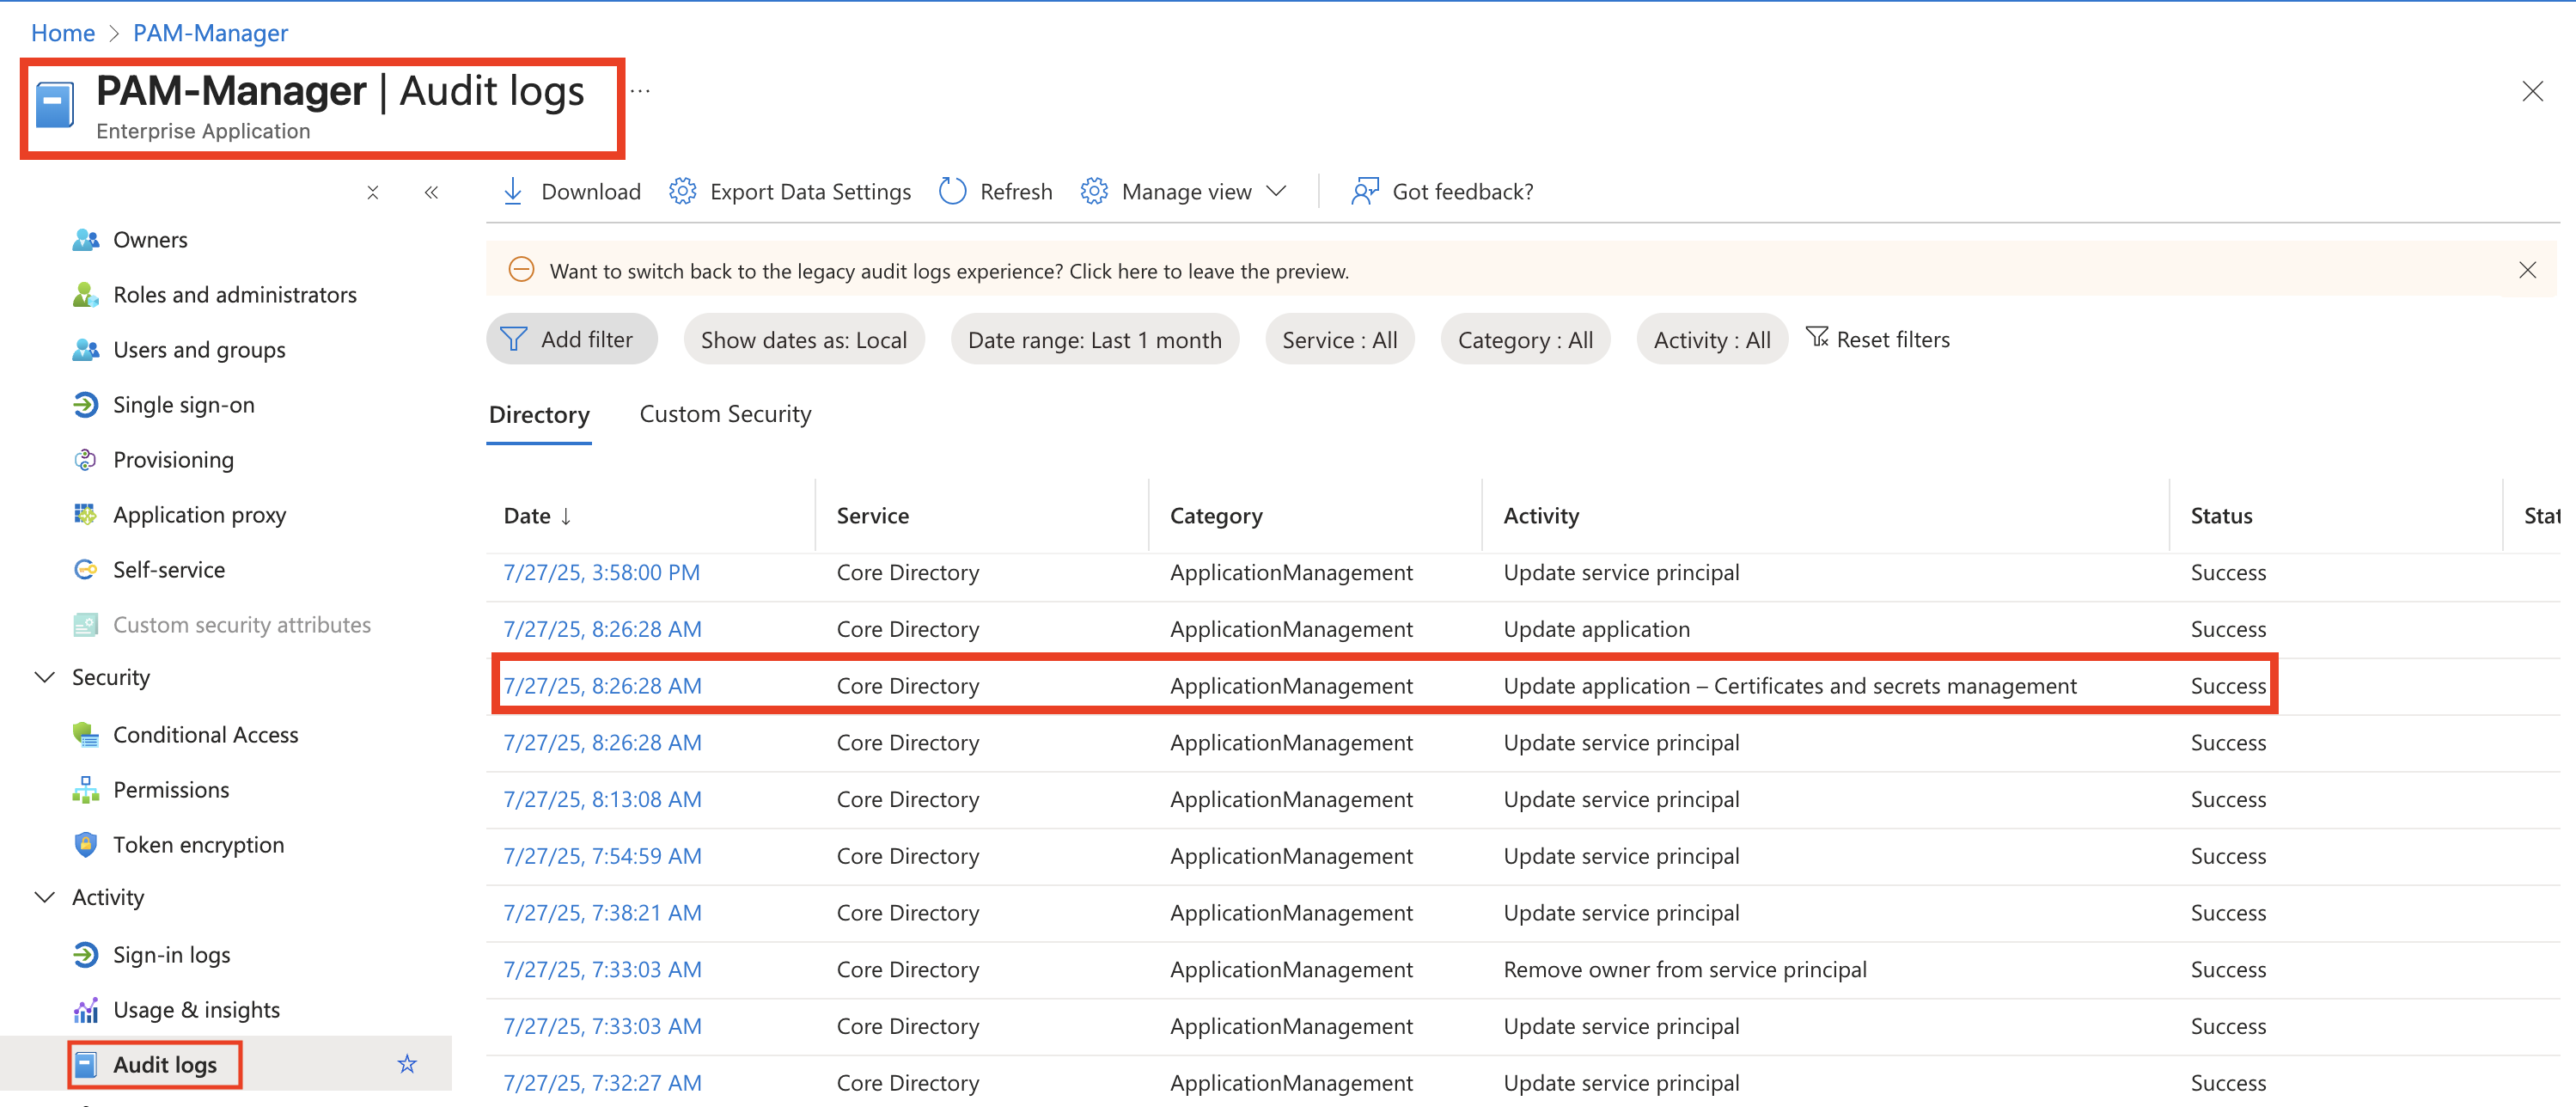 Home > PAM-Manager
PAM-Manager | Audit logs ...
Enterprise Application
Download
Export Data Settings
Refresh
Manage view
Got feedback?
Owners
Roles and administrators
Users and groups
Single sign-on
Provisioning
Application proxy
Self-service
Custom security attributes
Security
Conditional Access
Permissions
Token encryption
Activity
Sign-in logs
Usage & insights
Audit logs
Want to switch back to the legacy audit logs experience? Click here to leave the preview.
Add filter
Show dates as: Local
Date range: Last 1 month
Service : All
Category : All
Activity : All
Reset filters
Directory
Custom Security
Date ↓ Service Category Activity Status Stat
7/27/25, 3:58:00 PM Core Directory ApplicationManagement Update service principal Success
7/27/25, 8:26:28 AM Core Directory ApplicationManagement Update application Success
7/27/25, 8:26:28 AM Core Directory ApplicationManagement Update application – Certificates and secrets management Success
7/27/25, 8:26:28 AM Core Directory ApplicationManagement Update service principal Success
7/27/25, 8:13:08 AM Core Directory ApplicationManagement Update service principal Success
7/27/25, 7:54:59 AM Core Directory ApplicationManagement Update service principal Success
7/27/25, 7:38:21 AM Core Directory ApplicationManagement Update service principal Success
7/27/25, 7:33:03 AM Core Directory ApplicationManagement Remove owner from service principal Success
7/27/25, 7:33:03 AM Core Directory ApplicationManagement Update service principal Success
7/27/25, 7:32:27 AM Core Directory ApplicationManagement Update service principal Success